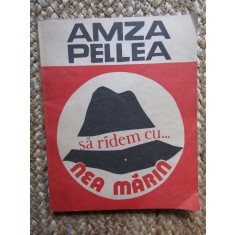 AMZA
PELLEA
să rîdem cu...
NEA MĂRIN